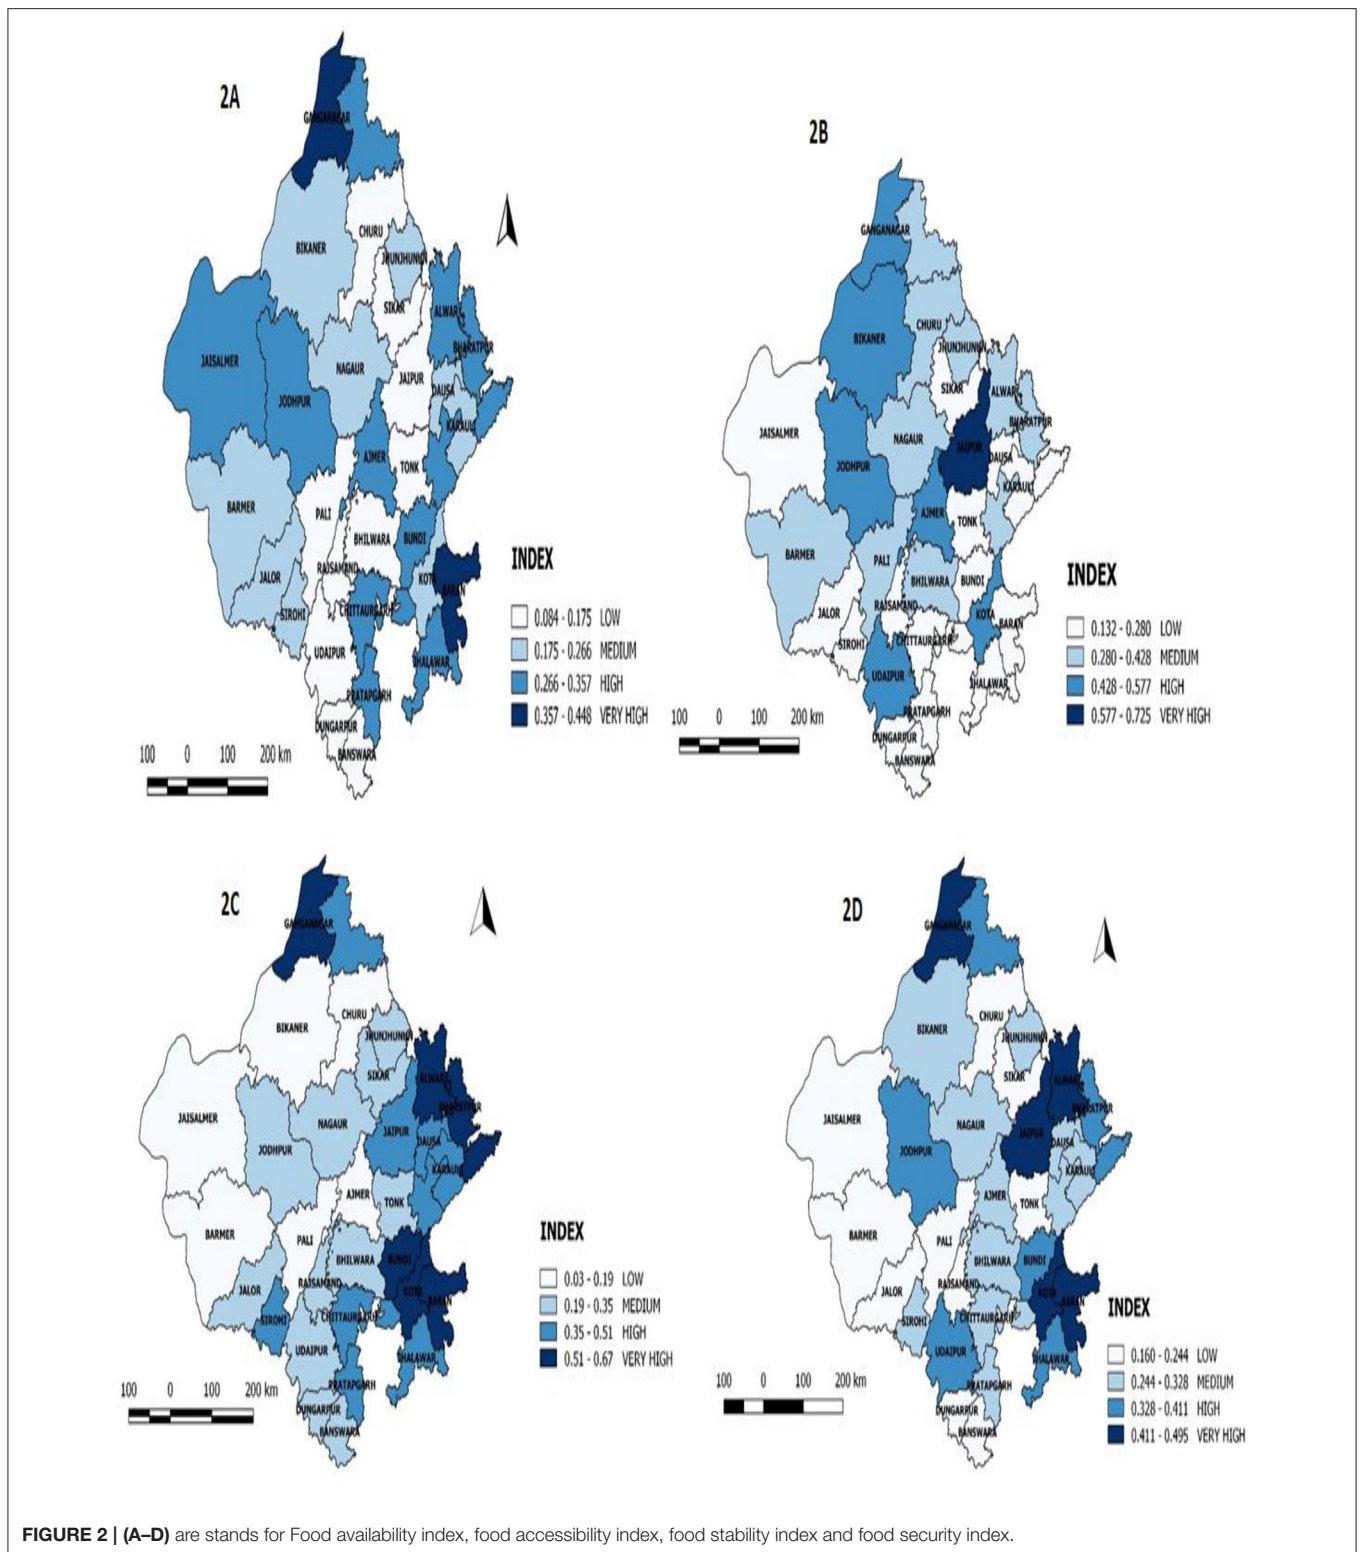 2A
GANGANAGAR
CHURU
BIKANER
JHUNJHUNUN
SIKAR
ALWAR
BHARATPUR
JAISALMER
NAGAUR
JAIPUR
DAUSA
JODHPUR
KARAULI
AJMER
TONK
BARMER
PALI
BHILWARA
BUNDI
RAJSAMAND
JALOR
KOTA
BARAN
SIROHI
CHITTAURGARH
UDAIPUR
JHALAWAR
PRATAPGARH
DUNGARPUR
BANSWARA
INDEX
0.084 - 0.175 LOW
0.175 - 0.266 MEDIUM
0.266 - 0.357 HIGH
0.357 - 0.448 VERY HIGH
100 0 100 200 km
2B
GANGANAGAR
CHURU
BIKANER
JHUNJHUNUN
SIKAR
ALWAR
BHARATPUR
JAISALMER
NAGAUR
JAIPUR
DAUSA
JODHPUR
KARAULI
AJMER
TONK
BARMER
PALI
BHILWARA
BUNDI
RAJSAMAND
JALOR
KOTA
BARAN
SIROHI
CHITTAURGARH
UDAIPUR
JHALAWAR
PRATAPGARH
DUNGARPUR
BANSWARA
INDEX
0.132 - 0.280 LOW
0.280 - 0.428 MEDIUM
0.428 - 0.577 HIGH
0.577 - 0.725 VERY HIGH
100 0 100 200 km
2C
GANGANAGAR
CHURU
BIKANER
JHUNJHUNUN
SIKAR
ALWAR
BHARATPUR
JAISALMER
NAGAUR
JAIPUR
DAUSA
JODHPUR
KARAULI
AJMER
TONK
BARMER
PALI
BHILWARA
BUNDI
RAJSAMAND
JALOR
KOTA
BARAN
SIROHI
CHITTAURGARH
UDAIPUR
JHALAWAR
PRATAPGARH
DUNGARPUR
BANSWARA
INDEX
0.03 - 0.19 LOW
0.19 - 0.35 MEDIUM
0.35 - 0.51 HIGH
0.51 - 0.67 VERY HIGH
100 0 100 200 km
2D
GANGANAGAR
CHURU
BIKANER
JHUNJHUNUN
SIKAR
ALWAR
BHARATPUR
JAISALMER
NAGAUR
JAIPUR
DAUSA
JODHPUR
KARAULI
AJMER
TONK
BARMER
PALI
BHILWARA
BUNDI
RAJSAMAND
JALOR
KOTA
BARAN
SIROHI
CHITTAURGARH
UDAIPUR
JHALAWAR
PRATAPGARH
DUNGARPUR
BANSWARA
INDEX
0.160 - 0.244 LOW
0.244 - 0.328 MEDIUM
0.328 - 0.411 HIGH
0.411 - 0.495 VERY HIGH
100 0 100 200 km
FIGURE 2 | (A–D) are stands for Food availability index, food accessibility index, food stability index and food security index.